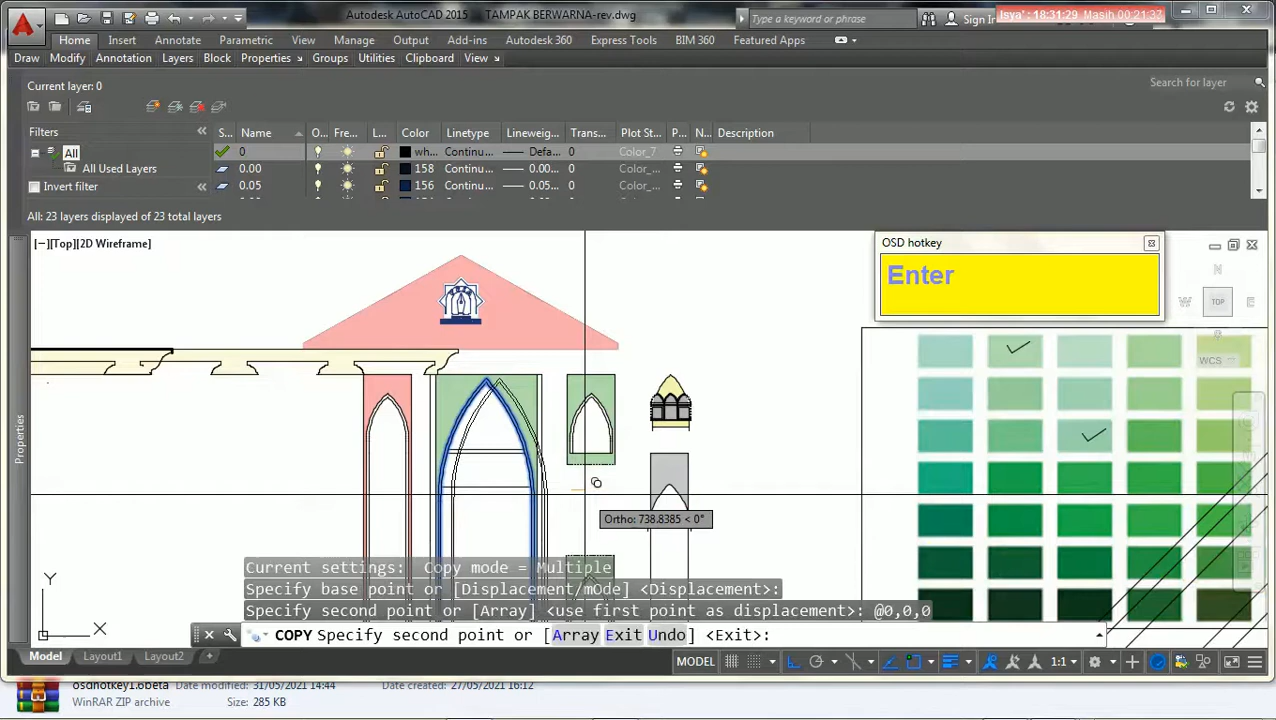 Autodesk AutoCAD 2015 TAMPAK BERWARNA-rev.dwg
Type a keyword or phrase
Sign In
Isya': 18:31:29 Masih 00:21:37
Home Insert Annotate Parametric View Manage Output Add-ins Autodesk 360 Express Tools BIM 360 Featured Apps
Draw Modify Annotation Layers Block Properties Groups Utilities Clipboard View
Current layer: 0
Search for layer
Filters
S... Name O. Fre... L... Color Linetype Lineweig... Trans... Plot St... P... N... Description
All
0 wh... Continu... Defa... 0 Color_7
All Used Layers
0.00 158 Continu... 0.00... 0 Color_...
Invert filter
0.05 156 Continu... 0.05... 0 Color_...
All: 23 layers displayed of 23 total layers
[−][Top][2D Wireframe]
OSD hotkey
Enter
N
W
TOP
E
WCS
Properties
Ortho: 738.8385 < 0°
Current settings: Copy mode = Multiple
Specify base point or [Displacement/mOde] <Displacement>:
Specify second point or [Array] <use first point as displacement>: @0,0,0
Y
X
COPY Specify second point or [Array Exit Undo] <Exit>:
Model Layout1 Layout2 +
MODEL
1:1
osdhotkey1.0beta Date modified: 31/05/2021 14:44 Date created: 27/05/2021 16:12
WinRAR ZIP archive Size: 285 KB